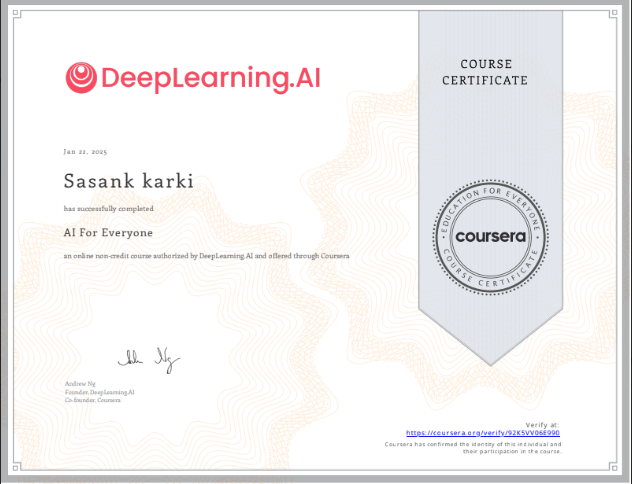 DeepLearning.AI
COURSE
CERTIFICATE
Jan 22, 2025
Sasank karki
has successfully completed
AI For Everyone
an online non-credit course authorized by DeepLearning.AI and offered through Coursera
EDUCATION FOR EVERYONE
coursera
COURSE CERTIFICATE
Andrew Ng
Founder, DeepLearning.AI
Co-founder, Coursera
Verify at:
https://coursera.org/verify/92K5VV06E990
Coursera has confirmed the identity of this individual and
their participation in the course.